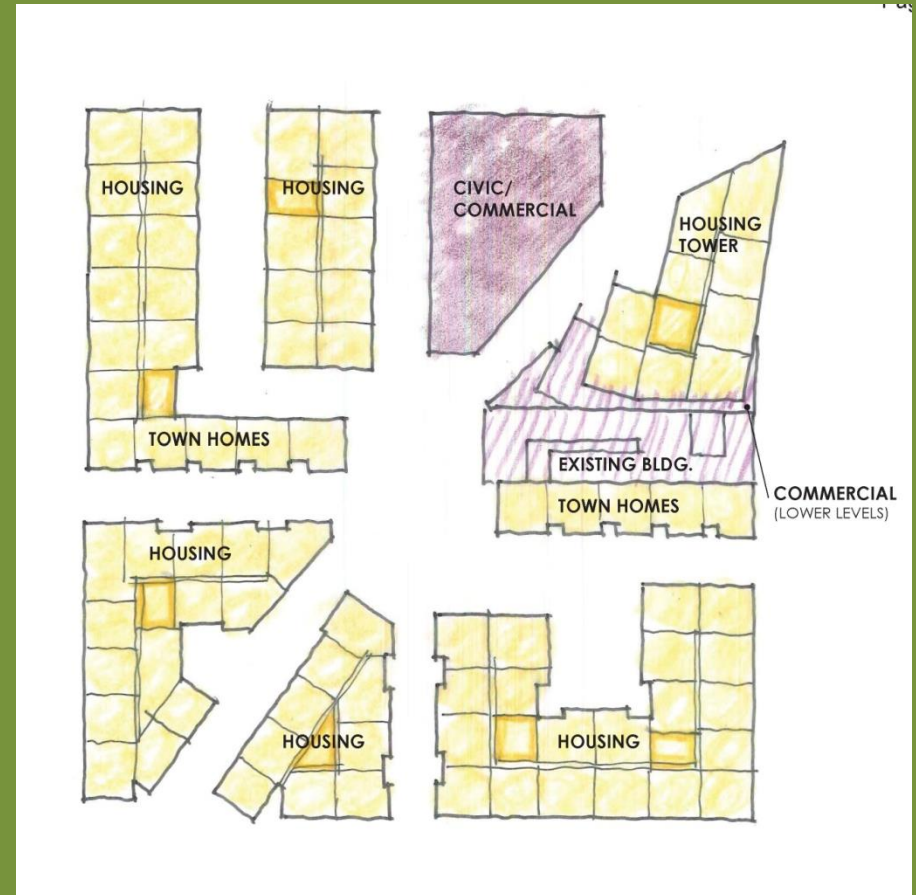 HOUSING
HOUSING
CIVIC/
COMMERCIAL
HOUSING
TOWER
TOWN HOMES
EXISTING BLDG.
TOWN HOMES
COMMERCIAL
(LOWER LEVELS)
HOUSING
HOUSING
HOUSING